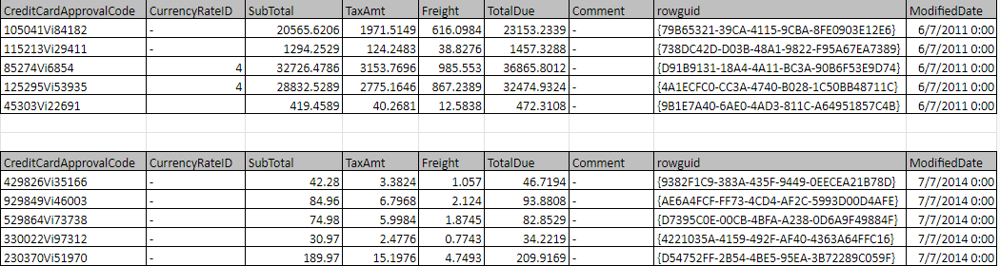 CreditCardApprovalCode CurrencyRateID SubTotal TaxAmt Freight TotalDue Comment rowguid ModifiedDate
105041Vi84182 - 20565.6206 1971.5149 616.0984 23153.2339 - {79B65321-39CA-4115-9CBA-8FE0903E12E6} 6/7/2011 0:00
115213Vi29411 - 1294.2529 124.2483 38.8276 1457.3288 - {738DC42D-D03B-48A1-9822-F95A67EA7389} 6/7/2011 0:00
85274Vi6854 4 32726.4786 3153.7696 985.553 36865.8012 - {D91B9131-18A4-4A11-BC3A-90B6F53E9D74} 6/7/2011 0:00
125295Vi53935 4 28832.5289 2775.1646 867.2389 32474.9324 - {4A1ECFC0-CC3A-4740-B028-1C50BB48711C} 6/7/2011 0:00
45303Vi22691 - 419.4589 40.2681 12.5838 472.3108 - {9B1E7A40-6AE0-4AD3-811C-A64951857C4B} 6/7/2011 0:00
CreditCardApprovalCode CurrencyRateID SubTotal TaxAmt Freight TotalDue Comment rowguid ModifiedDate
429826Vi35166 - 42.28 3.3824 1.057 46.7194 - {9382F1C9-383A-435F-9449-0EECEA21B78D} 7/7/2014 0:00
929849Vi46003 - 84.96 6.7968 2.124 93.8808 - {AE6A4FCF-FF73-4CD4-AF2C-5993D00D4AFE} 7/7/2014 0:00
529864Vi73738 - 74.98 5.9984 1.8745 82.8529 - {D7395C0E-00CB-4BFA-A238-0D6A9F49884F} 7/7/2014 0:00
330022Vi97312 - 30.97 2.4776 0.7743 34.2219 - {4221035A-4159-492F-AF40-4363A64FFC16} 7/7/2014 0:00
230370Vi51970 - 189.97 15.1976 4.7493 209.9169 - {D54752FF-2B54-4BE5-95EA-3B72289C059F} 7/7/2014 0:00